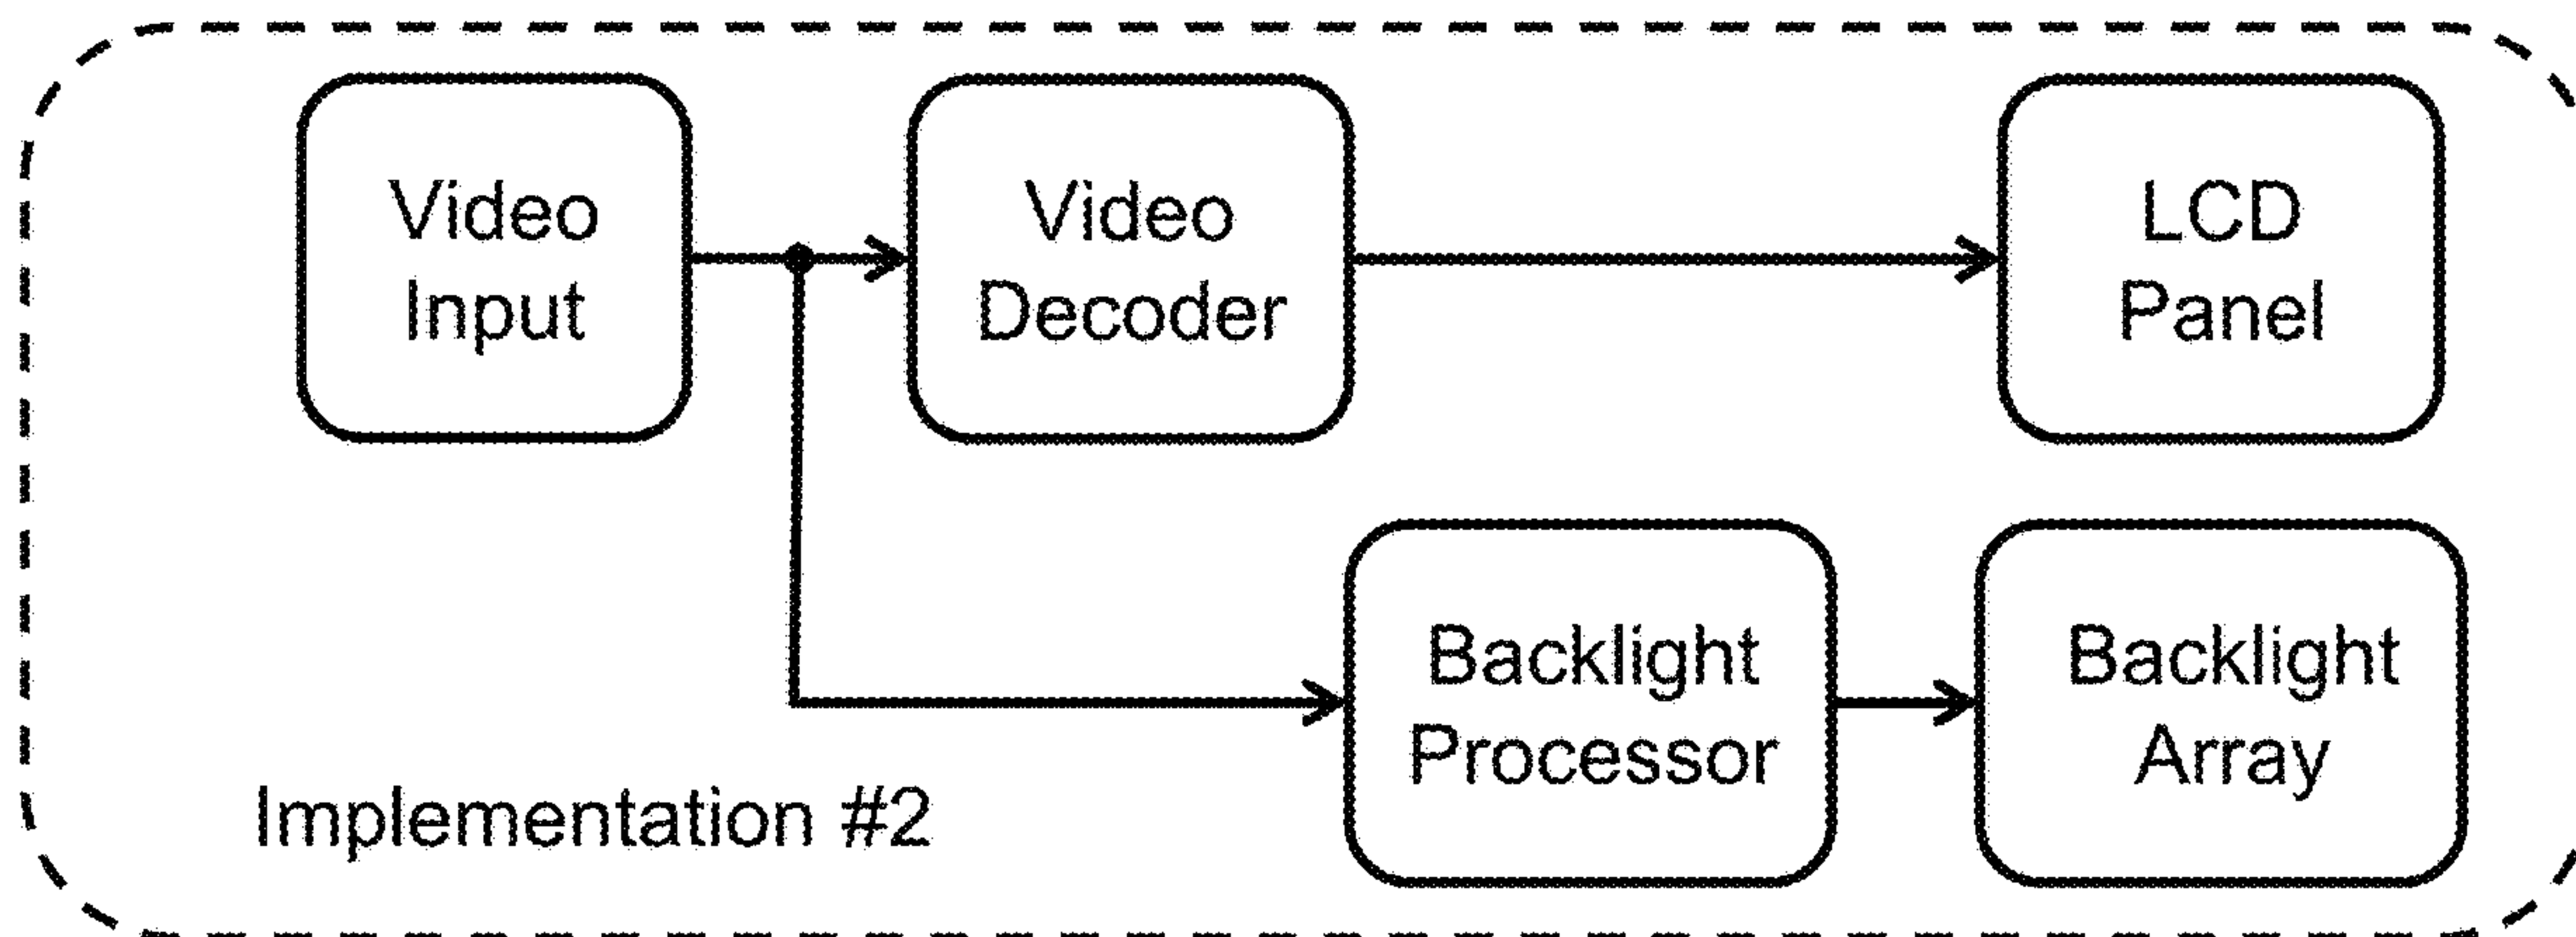 Video
Input
Video
Decoder
LCD
Panel
Backlight
Processor
Backlight
Array
Implementation #2